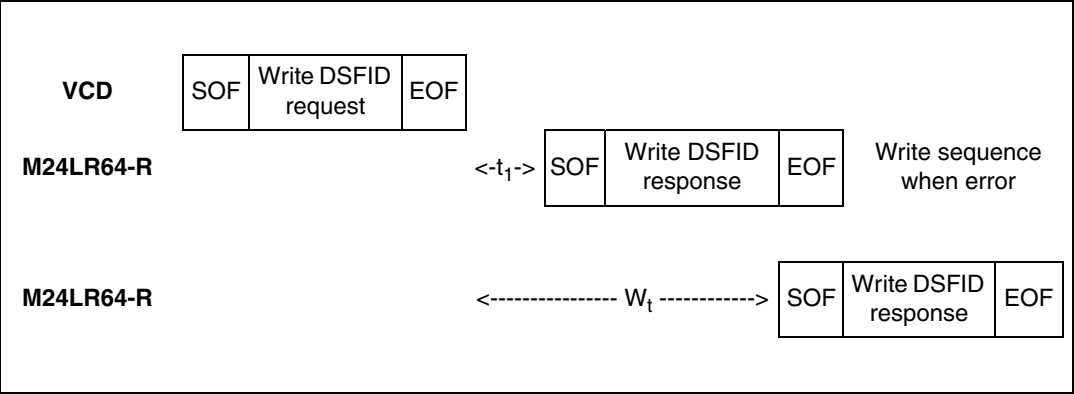 VCD SOF Write DSFID request EOF
M24LR64-R <-t1-> SOF Write DSFID response EOF Write sequence when error
M24LR64-R <---------------- Wt ------------> SOF Write DSFID response EOF